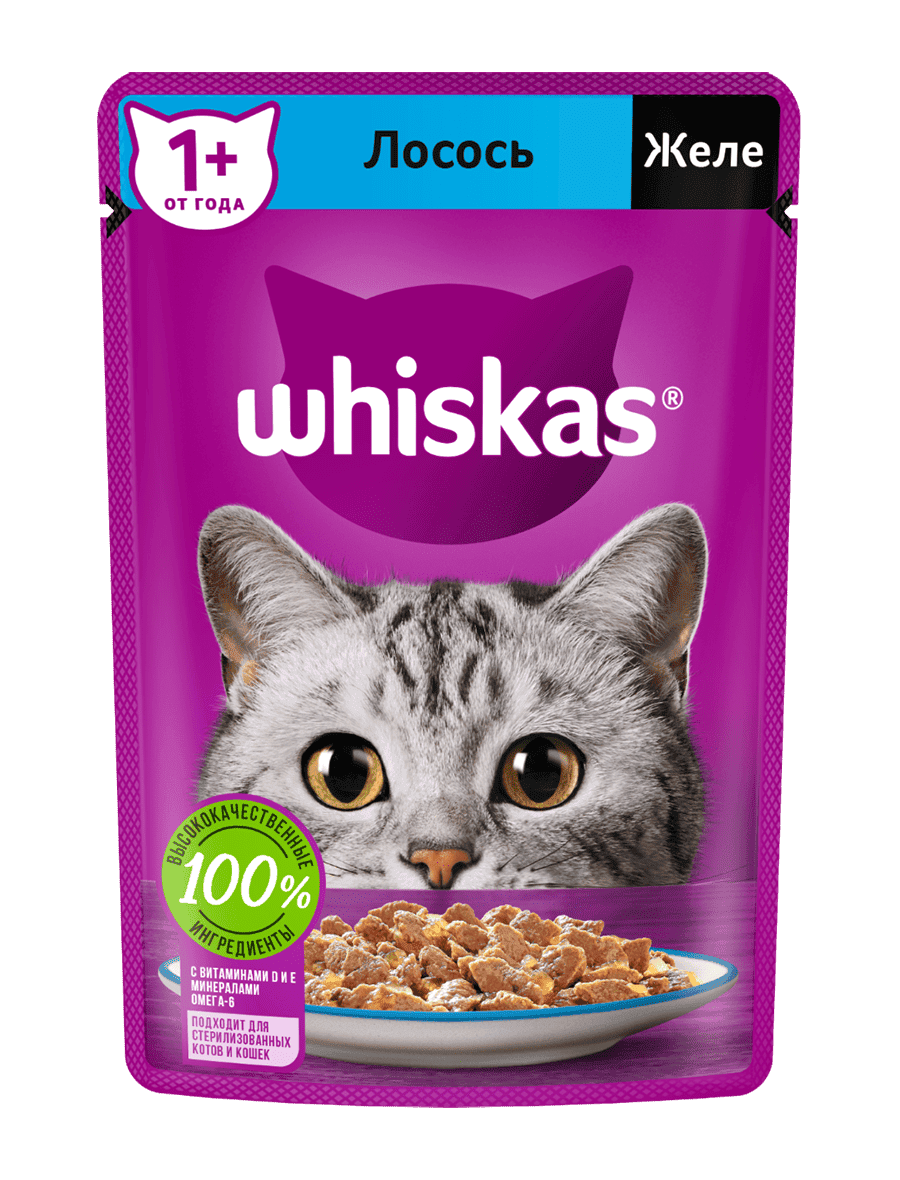 1+
ОТ ГОДА
Лосось
Желе
whiskas®
ВЫСОКОКАЧЕСТВЕННЫЕ
100%
ИНГРЕДИЕНТЫ
С ВИТАМИНАМИ D И E
МИНЕРАЛАМИ
ОМЕГА-6
ПОДХОДИТ ДЛЯ
СТЕРИЛИЗОВАННЫХ
КОТОВ И КОШЕК